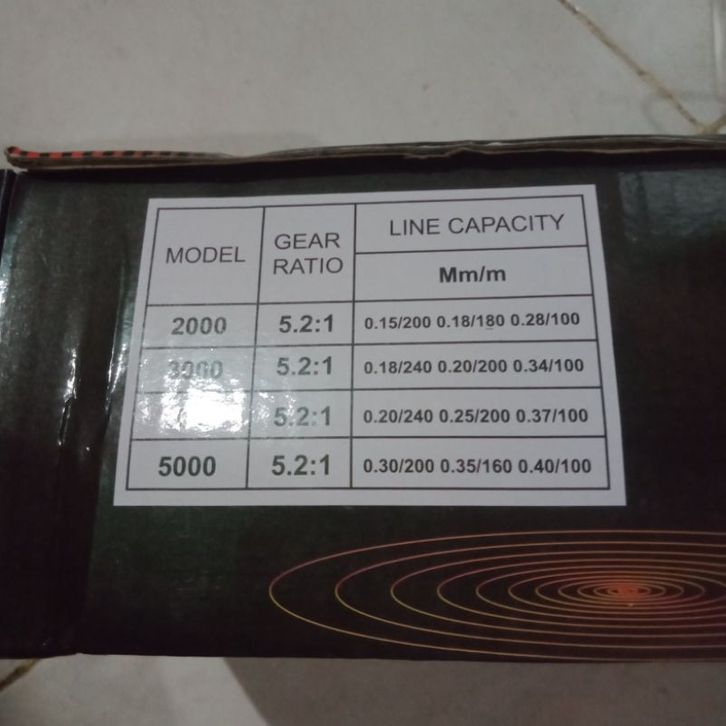 MODEL GEAR RATIO LINE CAPACITY
Mm/m
2000 5.2:1 0.15/200 0.18/180 0.28/100
3000 5.2:1 0.18/240 0.20/200 0.34/100
5.2:1 0.20/240 0.25/200 0.37/100
5000 5.2:1 0.30/200 0.35/160 0.40/100